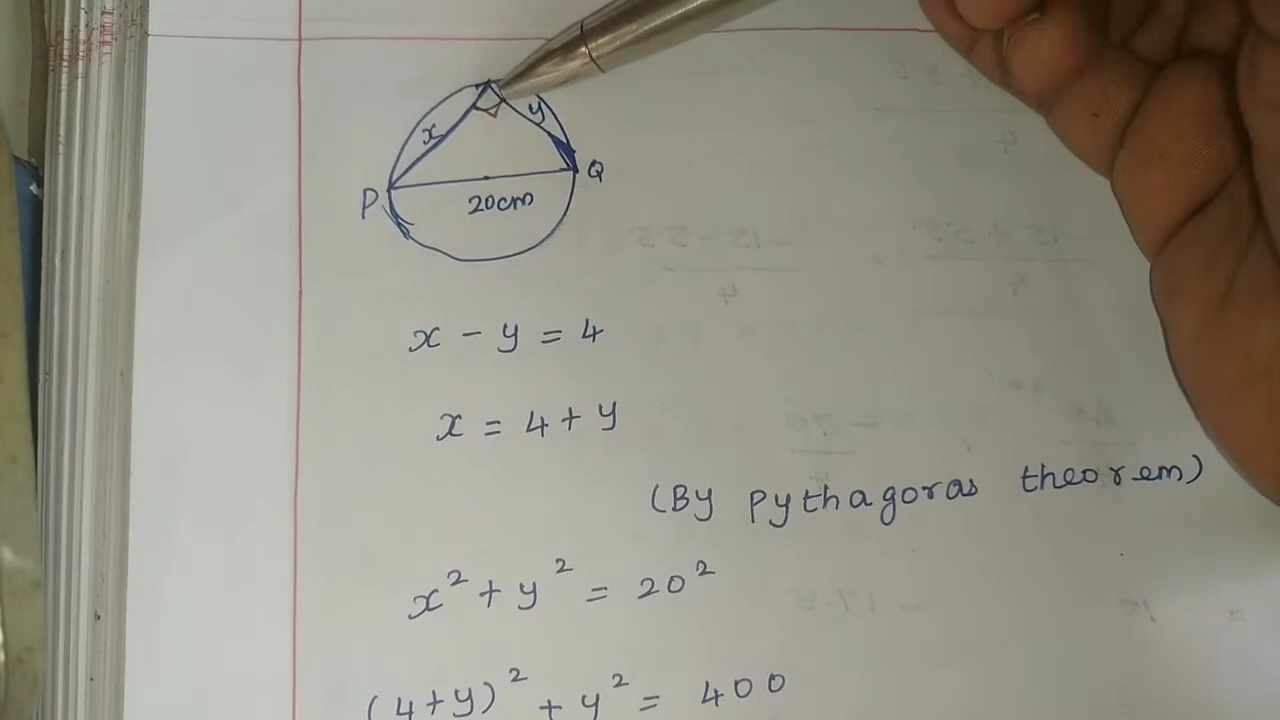 x
y
P
Q
20cm
x - y = 4
x = 4 + y
(By pythagoras theorem)
x² + y² = 20²
(4+y)² + y² = 400